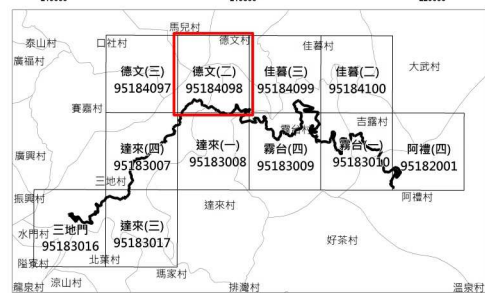 馬兒村
泰山村 口社村 德文村 佳暮村
廣福村
大武村
德文(三) 德文(二) 佳暮(三) 佳暮(二)
95184097 95184098 95184099 95184100
賽嘉村
吉露村
霧台村
達來(四) 達來(一) 霧台(四) 霧台(一) 阿禮(四)
95183007 95183008 95183009 95183010 95182001
廣興村
三地村
振興村 達來村 阿禮村
水門村 三地門 達來(三)
95183016 95183017
好茶村
隘寮村 北葉村
瑪家村
龍泉村 涼山村 排灣村 溫泉村